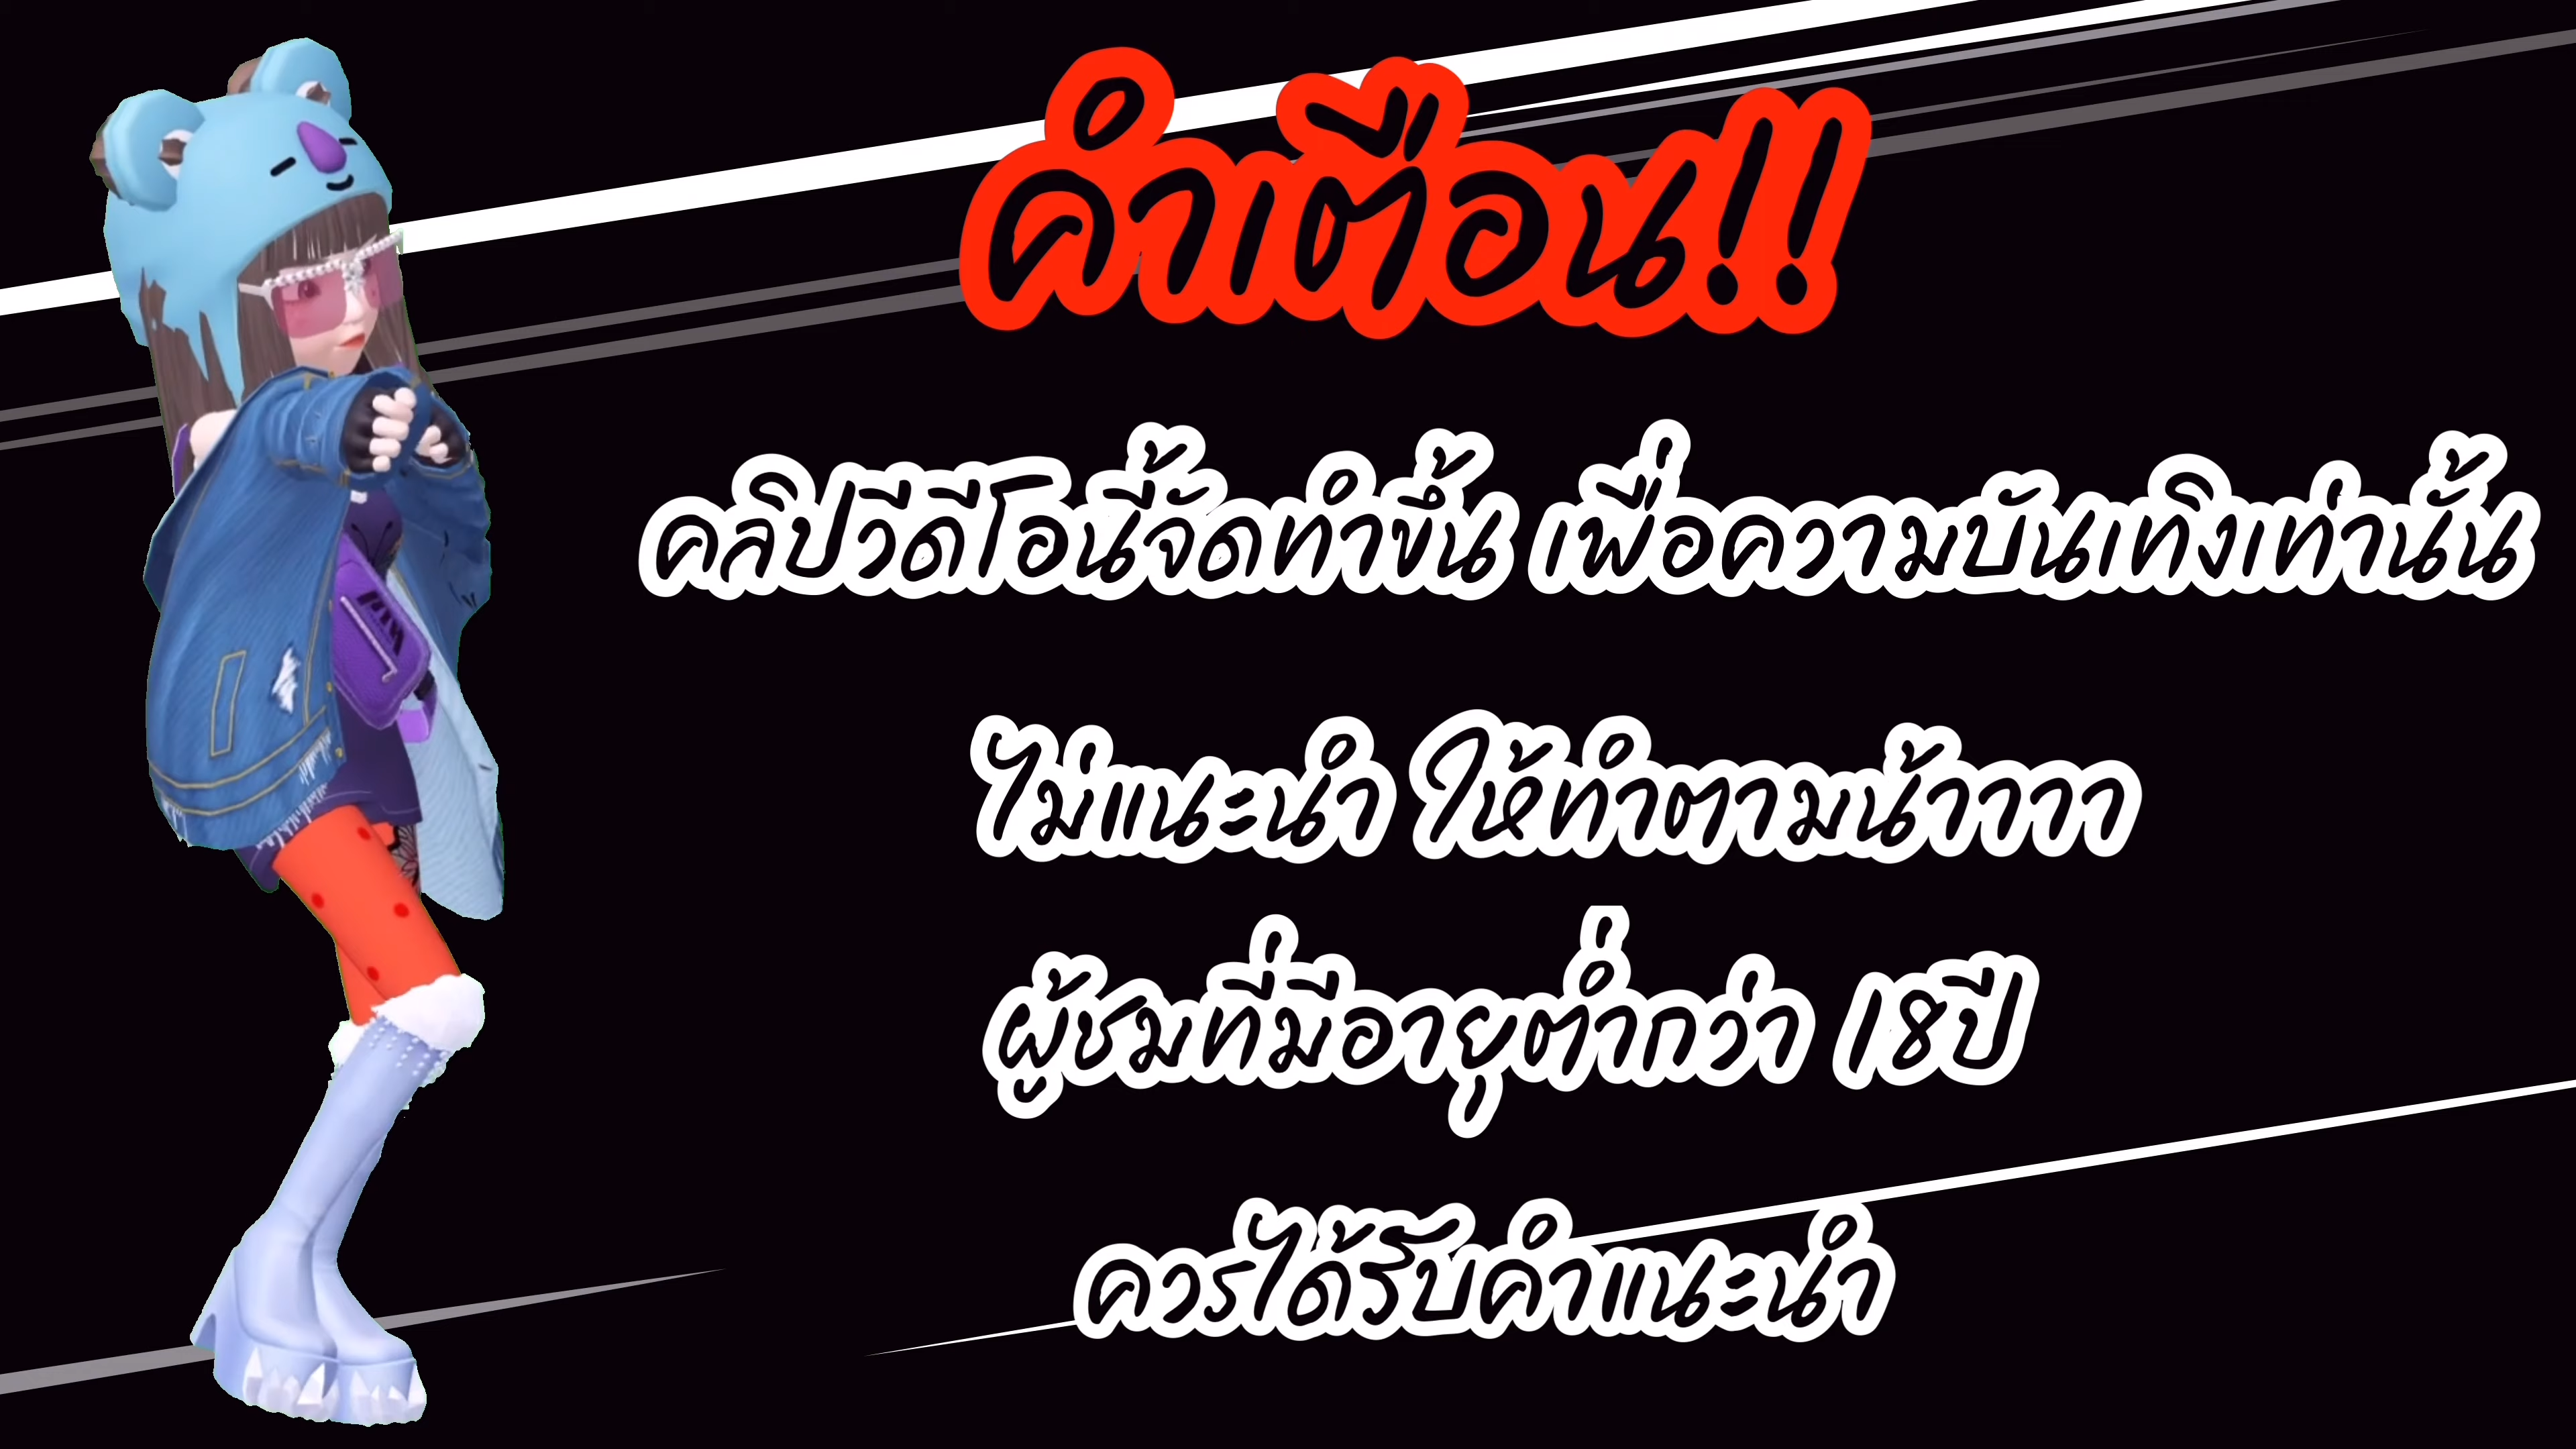 คำเตือน!!
คลิปวีดีโอนี้จัดทำขึ้น เพื่อความบันเทิงเท่านั้น
ไม่แนะนำ ให้ทำตามน้าาาา
ผู้ชมที่มีอายุต่ำกว่า 18ปี
ควรได้รับคำแนะนำ